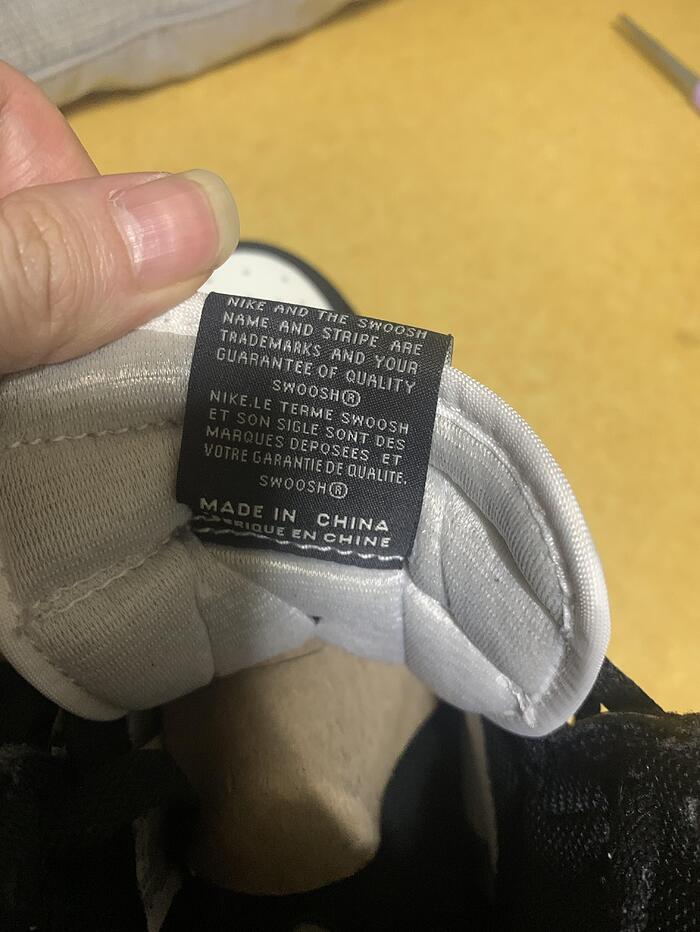 NIKE AND THE SWOOSH
NAME AND STRIPE ARE
TRADEMARKS AND YOUR
GUARANTEE OF QUALITY
SWOOSH®
NIKE.LE TERME SWOOSH
ET SON SIGLE SONT DES
MARQUES DEPOSEES ET
VOTRE GARANTIE DE QUALITE.
SWOOSH®
MADE IN CHINA
EN CHINE